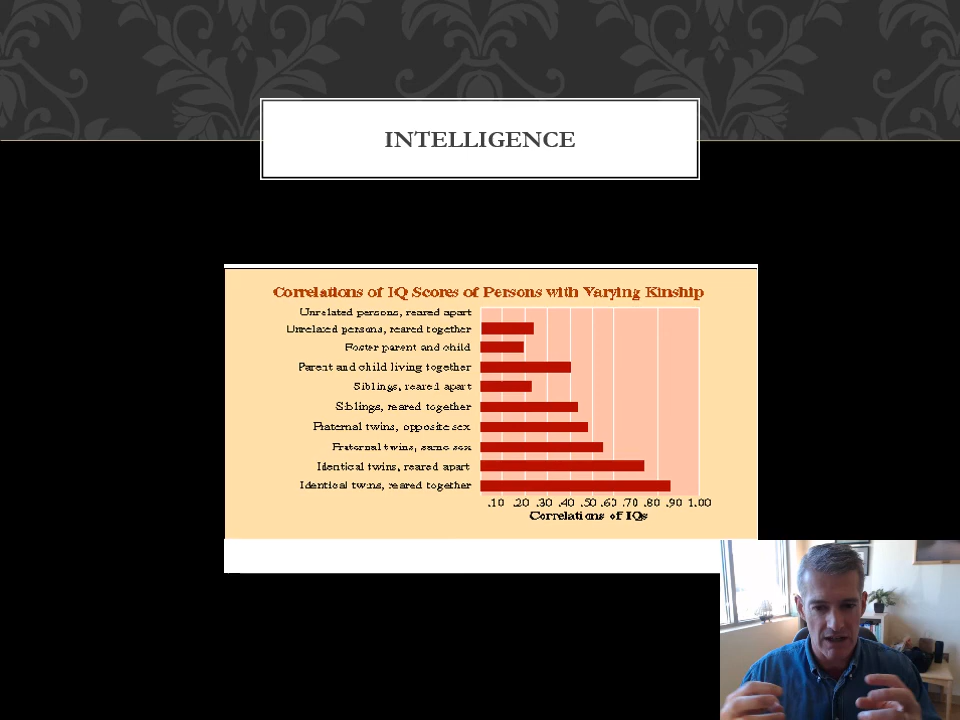 INTELLIGENCE
Correlations of IQ Scores of Persons with Varying Kinship
Unrelated persons, reared apart
Unrelated persons, reared together
Foster parent and child
Parent and child living together
Siblings, reared apart
Siblings, reared together
Fraternal twins, opposite sex
Fraternal twins, same sex
Identical twins, reared apart
Identical twins, reared together
.10 .20 .30 .40 .50 .60 .70 .80 .90 1.00
Correlations of IQs